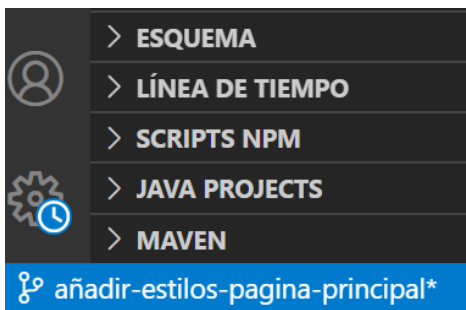 ESQUEMA
LÍNEA DE TIEMPO
SCRIPTS NPM
JAVA PROJECTS
MAVEN
añadir-estilos-pagina-principal*